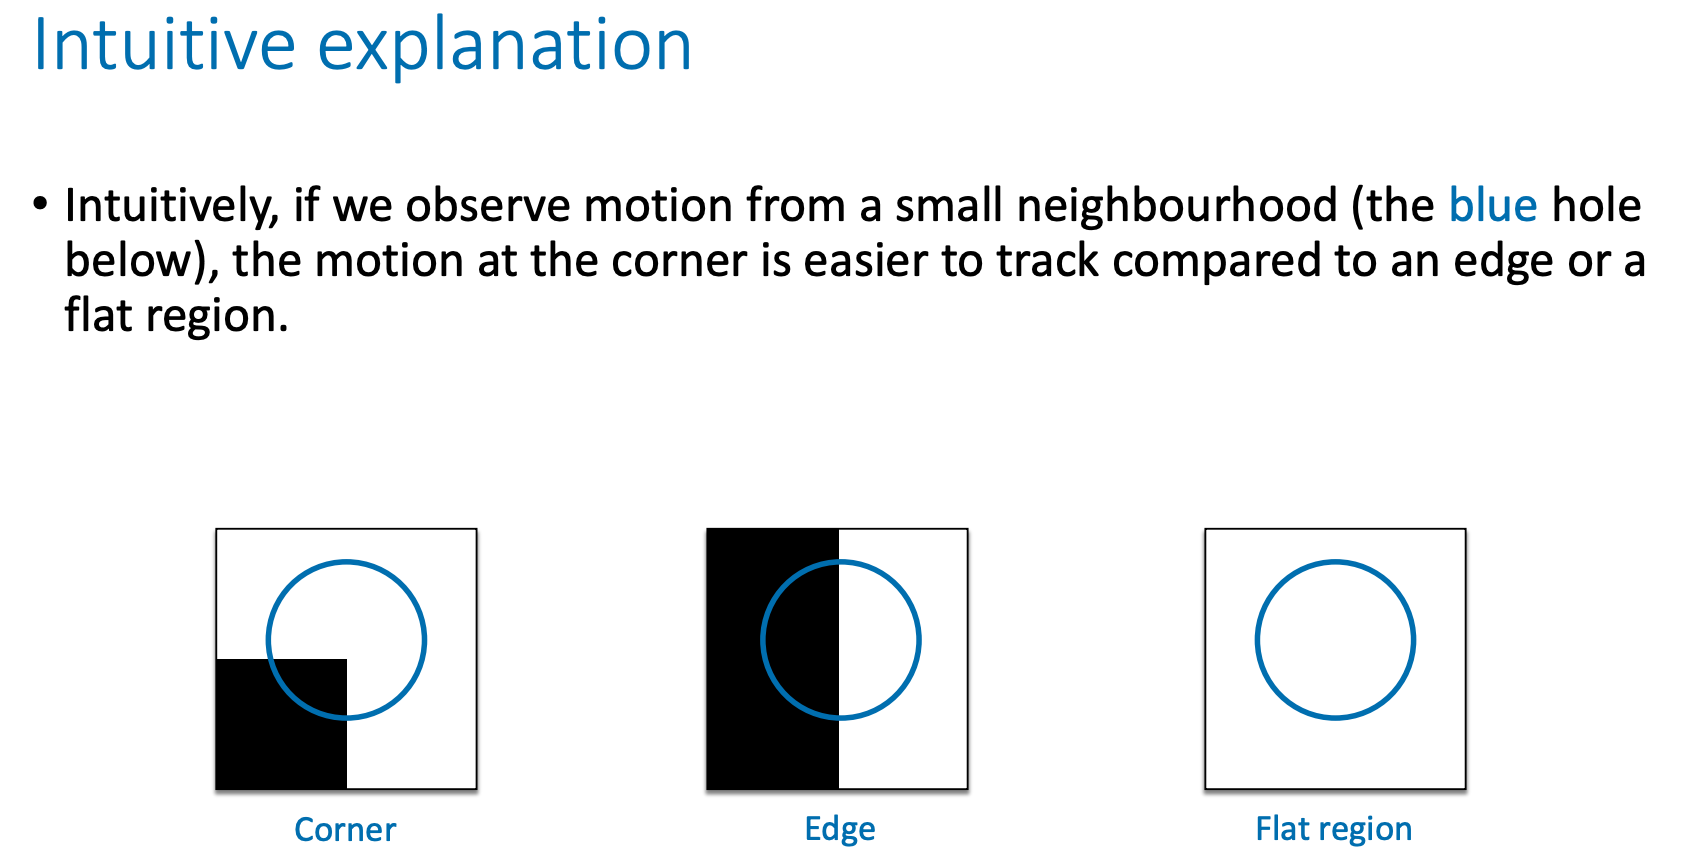 Intuitive explanation
• Intuitively, if we observe motion from a small neighbourhood (the blue hole
below), the motion at the corner is easier to track compared to an edge or a
flat region.
Corner
Edge
Flat region